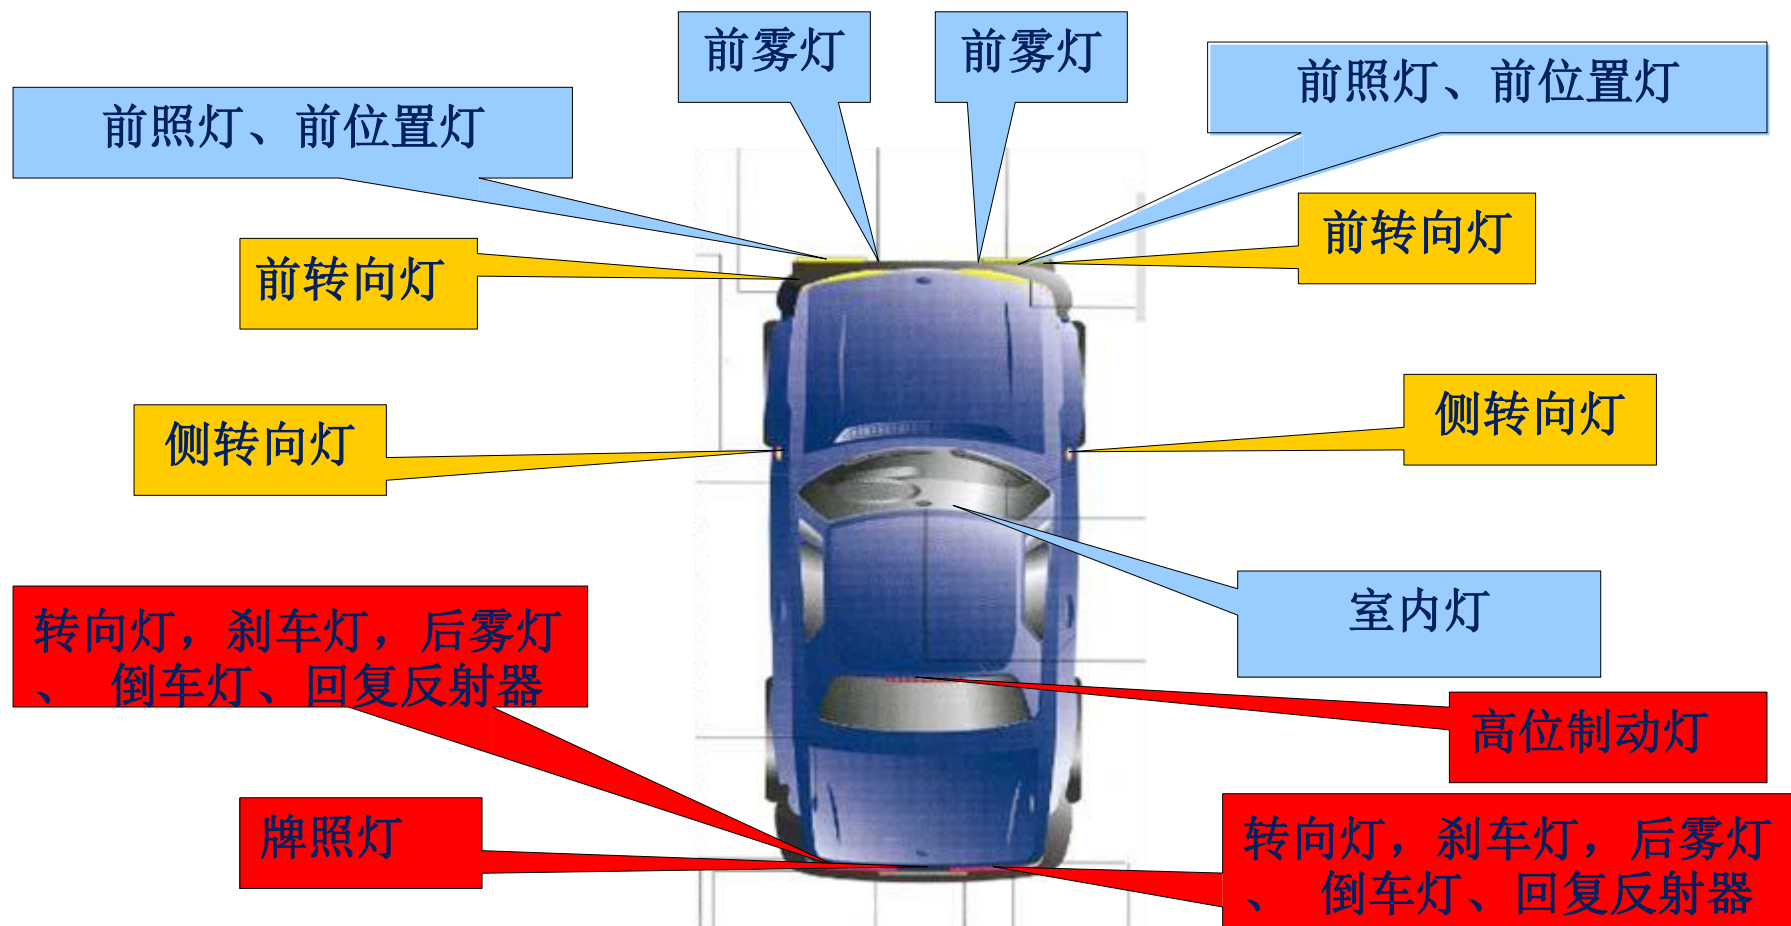 前雾灯
前雾灯
前照灯、前位置灯
前照灯、前位置灯
前转向灯
前转向灯
侧转向灯
侧转向灯
室内灯
转向灯，刹车灯，后雾灯
、 倒车灯、回复反射器
高位制动灯
牌照灯
转向灯，刹车灯，后雾灯
、 倒车灯、回复反射器